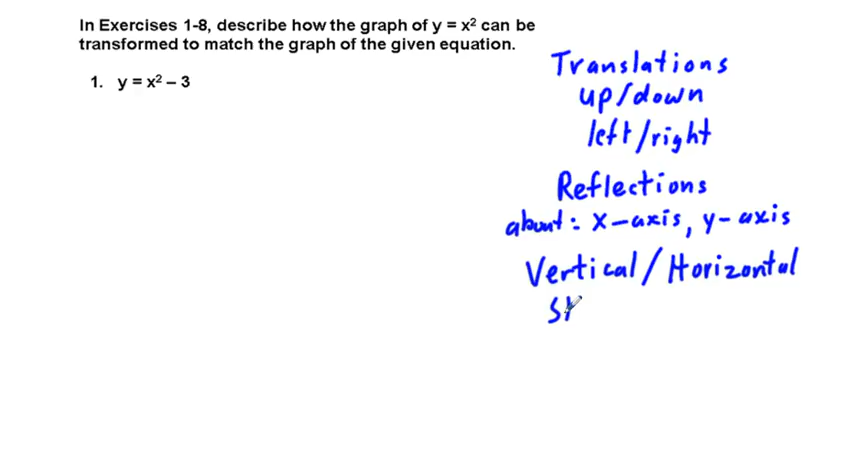 In Exercises 1-8, describe how the graph of y = x² can be
transformed to match the graph of the given equation.
1. y = x² – 3
Translations
up/down
left/right
Reflections
about: x-axis, y-axis
Vertical/Horizontal